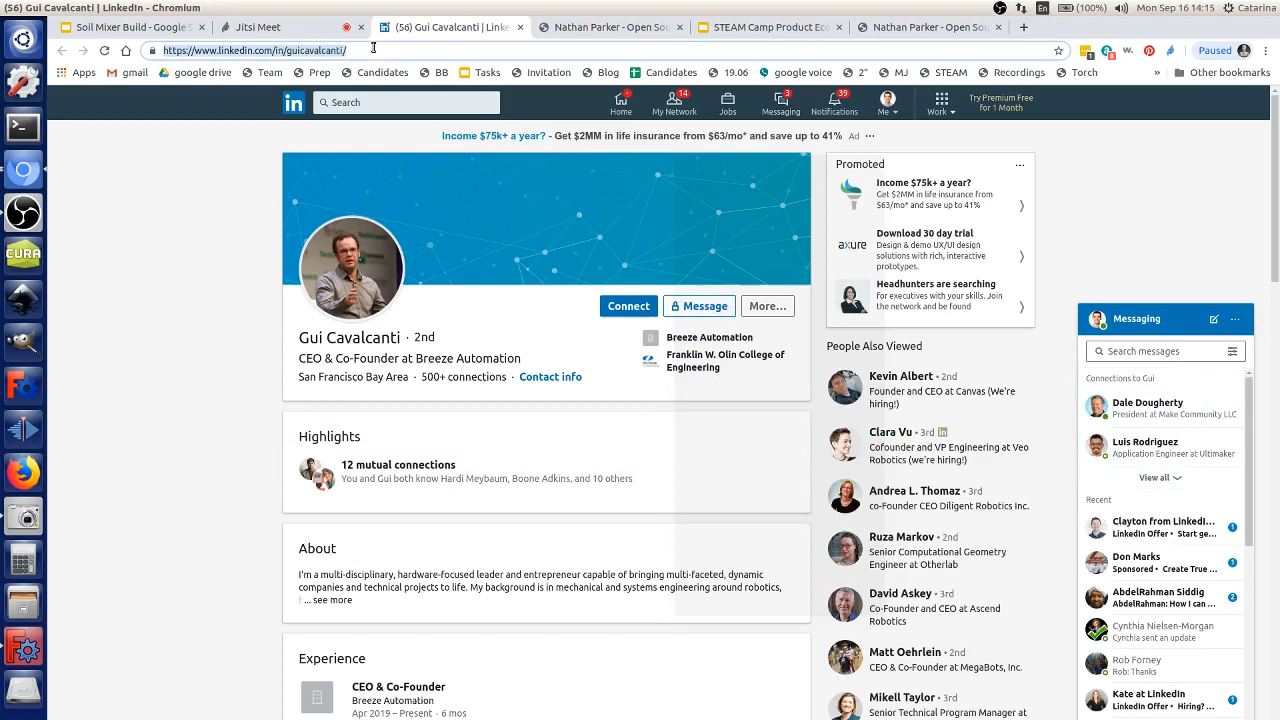 (56) Gui Cavalcanti | LinkedIn - Chromium
En
(100%)
Mon Sep 16 14:15
Catarina
Soil Mixer Build - Google
Jitsi Meet
(56) Gui Cavalcanti | Linke
Nathan Parker - Open Sou
STEAM Camp Product Eco
Nathan Parker - Open Sou
https://www.linkedin.com/in/guicavalcanti/
Paused
Apps
gmail
google drive
Team
Prep
Candidates
BB
Tasks
Invitation
Blog
Candidates
19.06
google voice
2"
MJ
STEAM
Recordings
Torch
»
Other bookmarks
in
Search
Home
14
My Network
Jobs
3
Messaging
39
Notifications
Me
Work
Try Premium Free
for 1 Month
Income $75k+ a year? - Get $2MM in life insurance from $63/mo* and save up to 41% Ad ···
Gui Cavalcanti · 2nd
CEO & Co-Founder at Breeze Automation
San Francisco Bay Area · 500+ connections · Contact info
Connect
Message
More...
Breeze Automation
Franklin W. Olin College of
Engineering
Highlights
12 mutual connections
You and Gui both know Hardi Meybaum, Boone Adkins, and 10 others
About
I'm a multi-disciplinary, hardware-focused leader and entrepreneur capable of bringing multi-faceted, dynamic
companies and technical projects to life. My background is in mechanical and systems engineering around robotics,
... see more
Experience
CEO & Co-Founder
Breeze Automation
Apr 2019 – Present · 6 mos
Promoted
Income $75k+ a year?
Get $2MM in life insurance from
$63/mo* and save up to 41%
axure
Download 30 day trial
Design & demo UX/UI design
solutions with rich, interactive
prototypes.
Headhunters are searching
for executives with your skills. Join
the network and be found
People Also Viewed
Kevin Albert · 2nd
Founder and CEO at Canvas (We're
hiring!)
Clara Vu · 3rd
Cofounder and VP Engineering at Veo
Robotics (we're hiring!)
Andrea L. Thomaz · 3rd
co-Founder CEO Diligent Robotics Inc.
Ruza Markov · 2nd
Senior Computational Geometry
Engineer at Otherlab
David Askey · 3rd
Co-Founder and CEO at Ascend
Robotics
Matt Oehrlein · 2nd
CEO & Co-Founder at MegaBots, Inc.
Mikell Taylor · 3rd
Senior Technical Program Manager at
Messaging
Search messages
Connections to Gui
Dale Dougherty
President at Make Community LLC
Luis Rodriguez
Application Engineer at Ultimaker
View all
Recent
Clayton from LinkedI...
LinkedIn Offer · Start ge...
1
Don Marks
Sponsored · Create True ...
1
AbdelRahman Siddig
AbdelRahman: How I can ...
2
Cynthia Nielsen-Morgan
Cynthia sent an update
Rob Forney
Rob: Thanks
Kate at LinkedIn
LinkedIn Offer · Hiring? ...
1
CURA